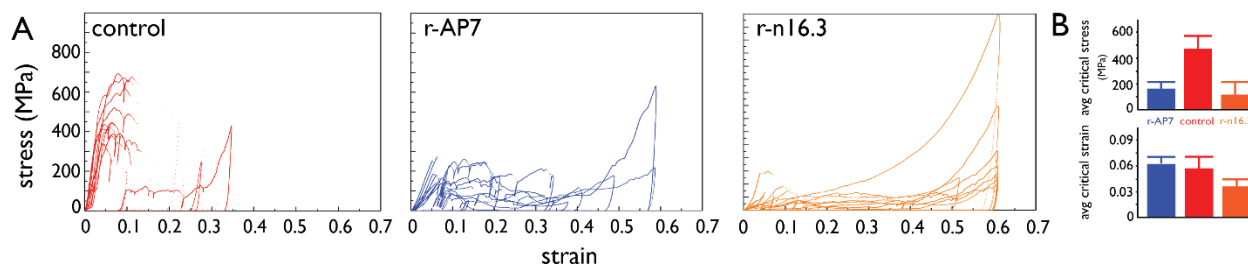 A
control
r-AP7
r-n16.3
B
stress (MPa)
800
600
400
200
0
0 0.1 0.2 0.3 0.4 0.5 0.6 0.7
0 0.1 0.2 0.3 0.4 0.5 0.6 0.7
0 0.1 0.2 0.3 0.4 0.5 0.6 0.7
strain
avg critical stress
(MPa)
600
400
200
0
r-AP7 control r-n16.3
avg critical strain
0.09
0.06
0.03
0